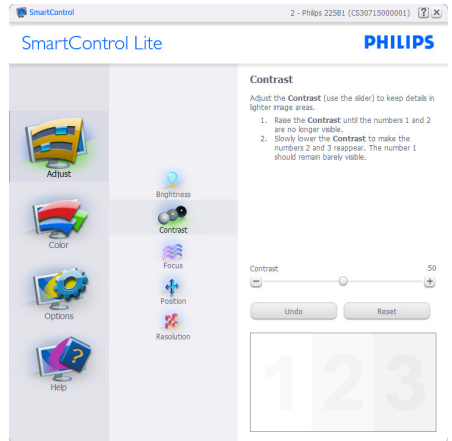 SmartControl
2 - Philips 225B1 (CS30715000001) ? ×
SmartControl Lite
PHILIPS
Adjust
Color
Options
Help
Brightness
Contrast
Focus
Position
Resolution
Contrast
Adjust the Contrast (use the slider) to keep details in
lighter image areas.
1. Raise the Contrast until the numbers 1 and 2
are no longer visible.
2. Slowly lower the Contrast to make the
numbers 2 and 3 reappear. The number 1
should remain barely visible.
Contrast 50
Undo Reset
1 2 3